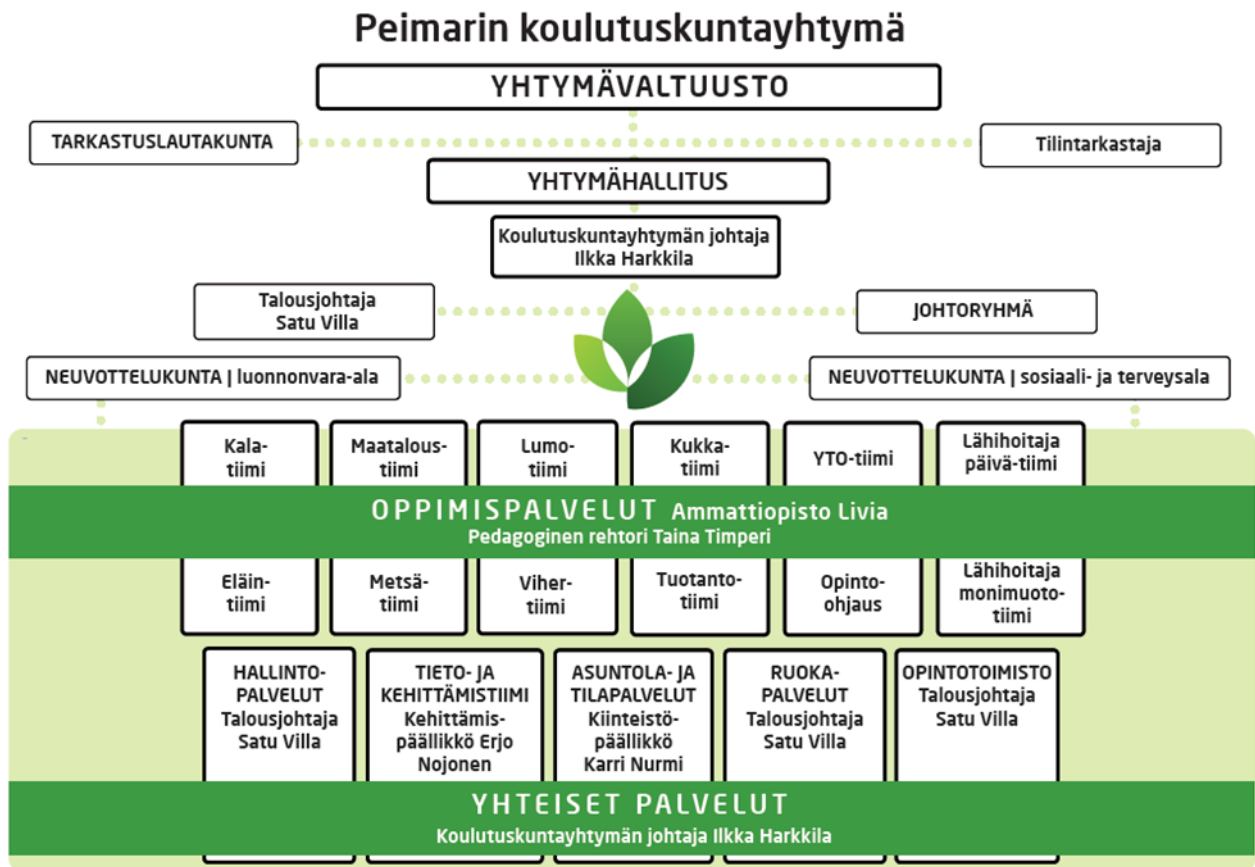 Peimarin koulutuskuntayhtymä
YHTYMÄVALTUUSTO
TARKASTUSLAUTAKUNTA
Tilintarkastaja
YHTYMÄHALLITUS
Koulutuskuntayhtymän johtaja
Ilkka Harkkila
Talousjohtaja
Satu Villa
JOHTORYHMÄ
NEUVOTTELUKUNTA | luonnonvara-ala
NEUVOTTELUKUNTA | sosiaali- ja terveysala
Kala-
tiimi
Maatalous-
tiimi
Lumo-
tiimi
Kukka-
tiimi
YTO-tiimi
Lähihoitaja
päivä-tiimi
OPPIMISPALVELUT Ammattiopisto Livia
Pedagoginen rehtori Taina Timperi
Eläin-
tiimi
Metsä-
tiimi
Viher-
tiimi
Tuotanto-
tiimi
Opinto-
ohjaus
Lähihoitaja
monimuoto-
tiimi
HALLINTO-
PALVELUT
Talousjohtaja
Satu Villa
TIETO- JA
KEHITTÄMISTIIMI
Kehittämis-
päällikkö Erjo
Nojonen
ASUNTOLA- JA
TILAPALVELUT
Kiinteistö-
päällikkö
Karri Nurmi
RUOKA-
PALVELUT
Talousjohtaja
Satu Villa
OPINTOTOIMISTO
Talousjohtaja
Satu Villa
YHTEISET PALVELUT
Koulutuskuntayhtymän johtaja Ilkka Harkkila